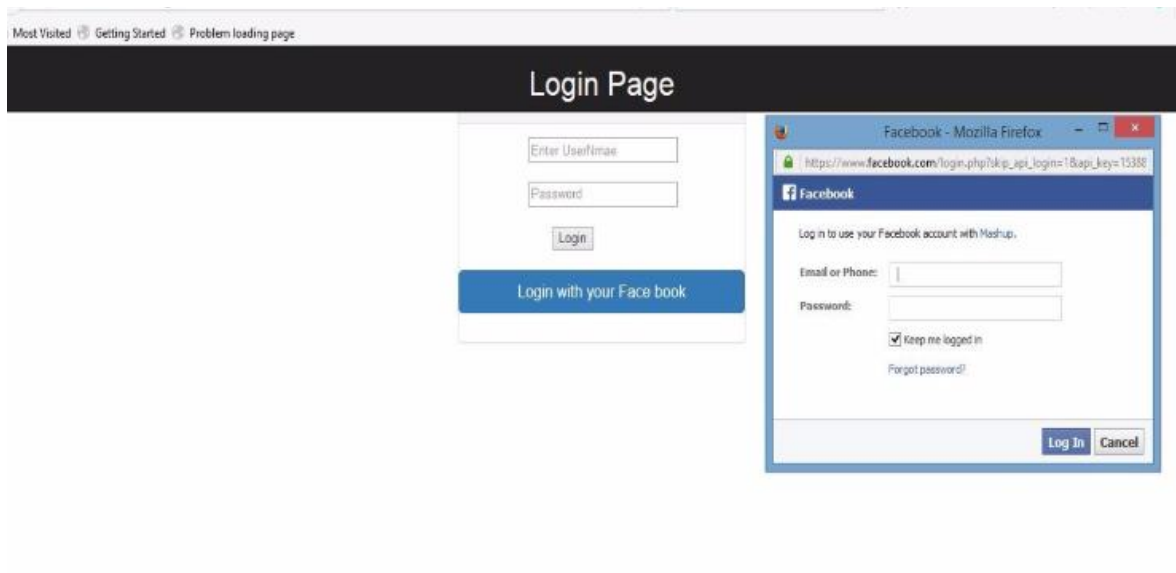 Most Visited Getting Started Problem loading page
Login Page
Enter UserNmae
Password
Login
Login with your Face book
Facebook - Mozilla Firefox
https://www.facebook.com/login.php?skip_api_login=1&api_key=15388
Facebook
Log in to use your Facebook account with Mashup.
Email or Phone:
Password:
Keep me logged in
Forgot password?
Log In Cancel